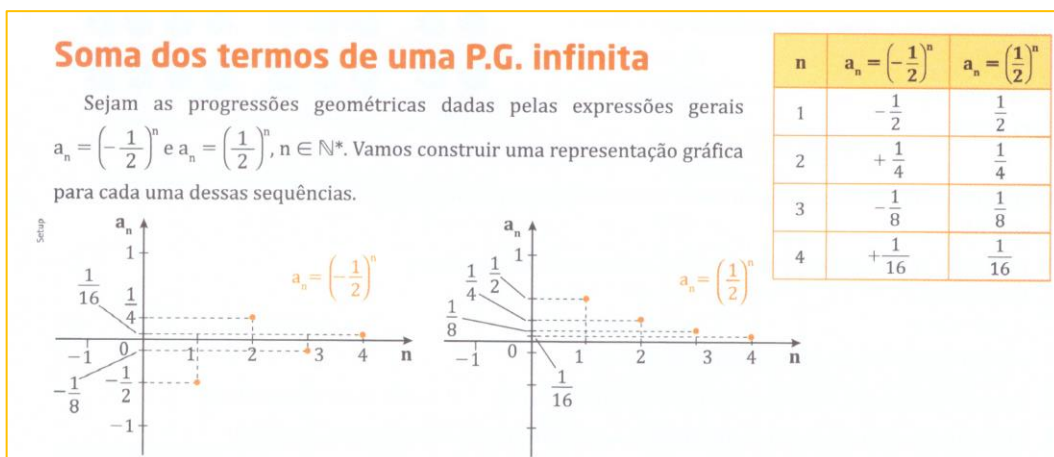 Soma dos termos de uma P.G. infinita
Sejam as progressões geométricas dadas pelas expressões gerais
aₙ = (−1/2)ⁿ e aₙ = (1/2)ⁿ, n ∈ ℕ*. Vamos construir uma representação gráfica
para cada uma dessas sequências.
n aₙ = (−1/2)ⁿ aₙ = (1/2)ⁿ
1 −1/2 1/2
2 +1/4 1/4
3 −1/8 1/8
4 +1/16 1/16
Setup
aₙ
1
aₙ = (−1/2)ⁿ
1/16
1/4
−1 0 1 2 3 4 n
−1/8
−1/2
−1
aₙ
1
aₙ = (1/2)ⁿ
1/2
1/4
1/8
−1 0 1 2 3 4 n
1/16